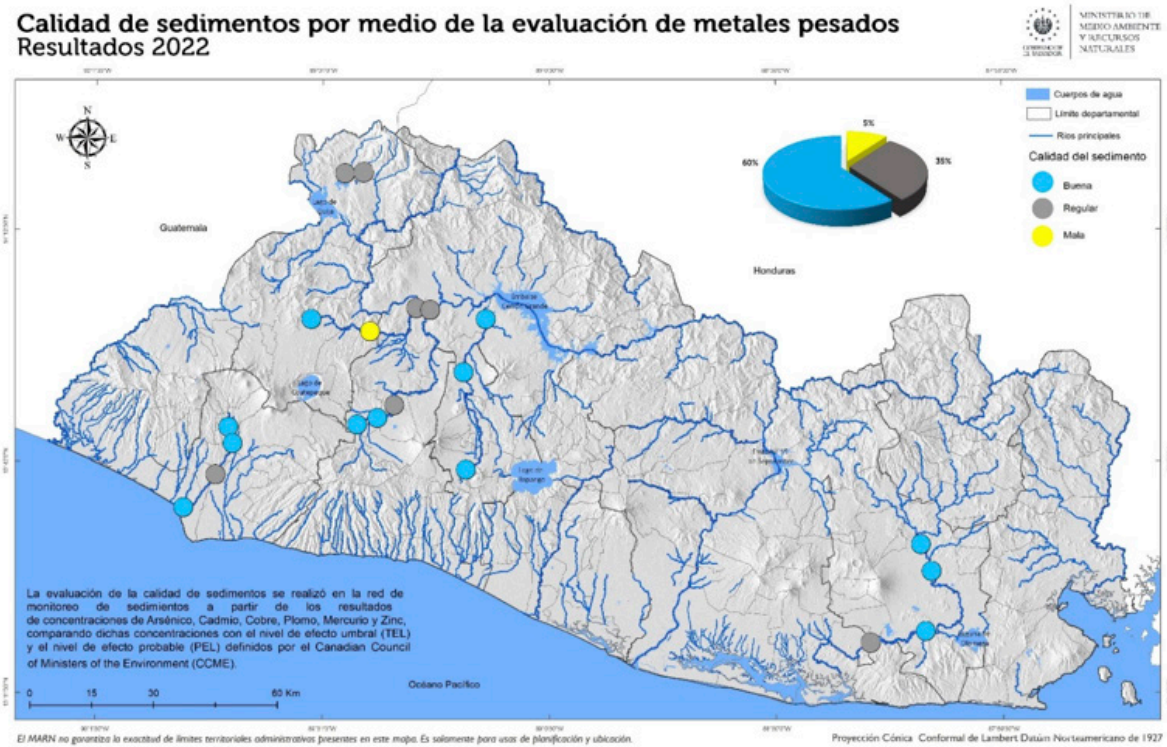 Calidad de sedimentos por medio de la evaluación de metales pesados
Resultados 2022
MINISTERIO DE
MEDIO AMBIENTE
Y RECURSOS
NATURALES
N
W E
S
Cuerpos de agua
Límite departamental
Ríos principales
Calidad del sedimento
Buena
Regular
Mala
5%
60%
35%
Guatemala
Honduras
Lago de
Lago de
La evaluación de la calidad de sedimentos se realizó en la red de
monitoreo de sedimientos a partir de los resultados
de concentraciones de Arsénico, Cadmio, Cobre, Plomo, Mercurio y Zinc,
comparando dichas concentraciones con el nivel de efecto umbral (TEL)
y el nivel de efecto probable (PEL) definidos por el Canadian Council
of Ministers of the Environment (CCME).
0 15 30 60 Km
Océano Pacífico
El MARN no garantiza la exactitud de límites territoriales administrativos presentes en este mapa. Es solamente para usos de planificación y ubicación.
Proyección Cónica Conformal de Lambert Datún Norteamericano de 1927